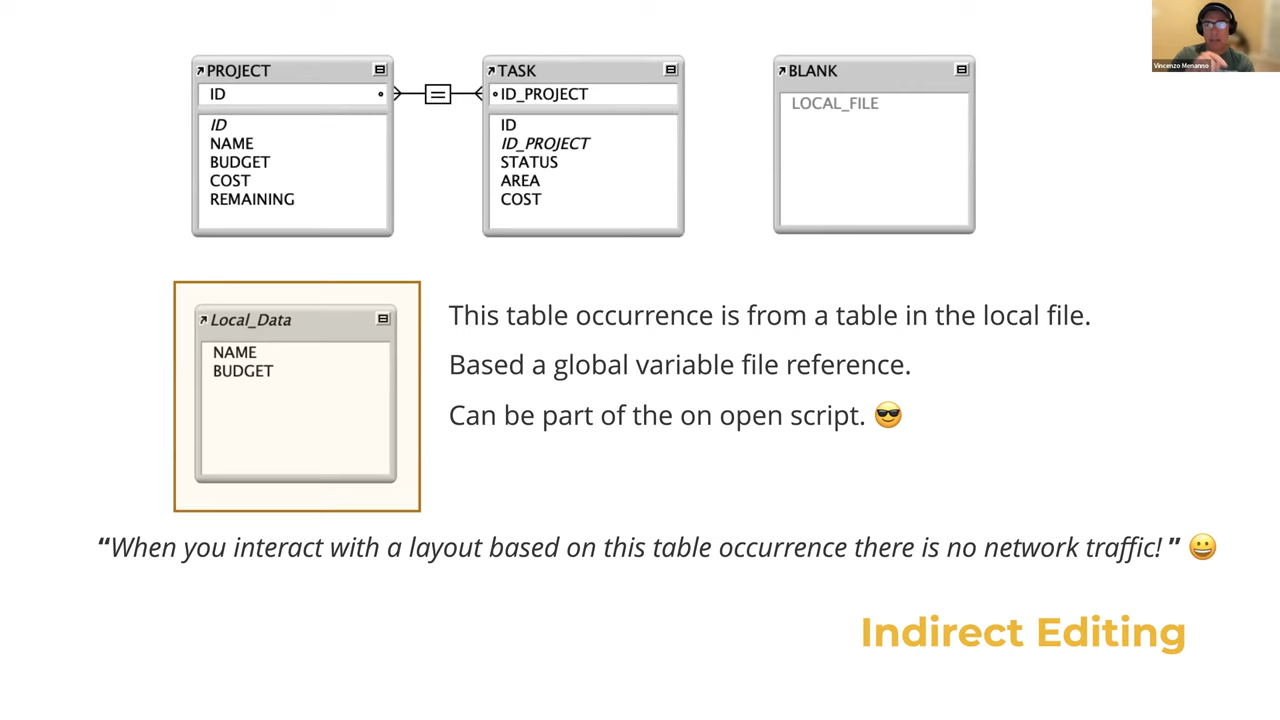 Vincenzo Menanno
PROJECT
ID
ID
NAME
BUDGET
COST
REMAINING
TASK
ID_PROJECT
ID
ID_PROJECT
STATUS
AREA
COST
BLANK
LOCAL_FILE
Local_Data
NAME
BUDGET
This table occurrence is from a table in the local file.
Based a global variable file reference.
Can be part of the on open script. 😎
“When you interact with a layout based on this table occurrence there is no network traffic! ” 😀
Indirect Editing